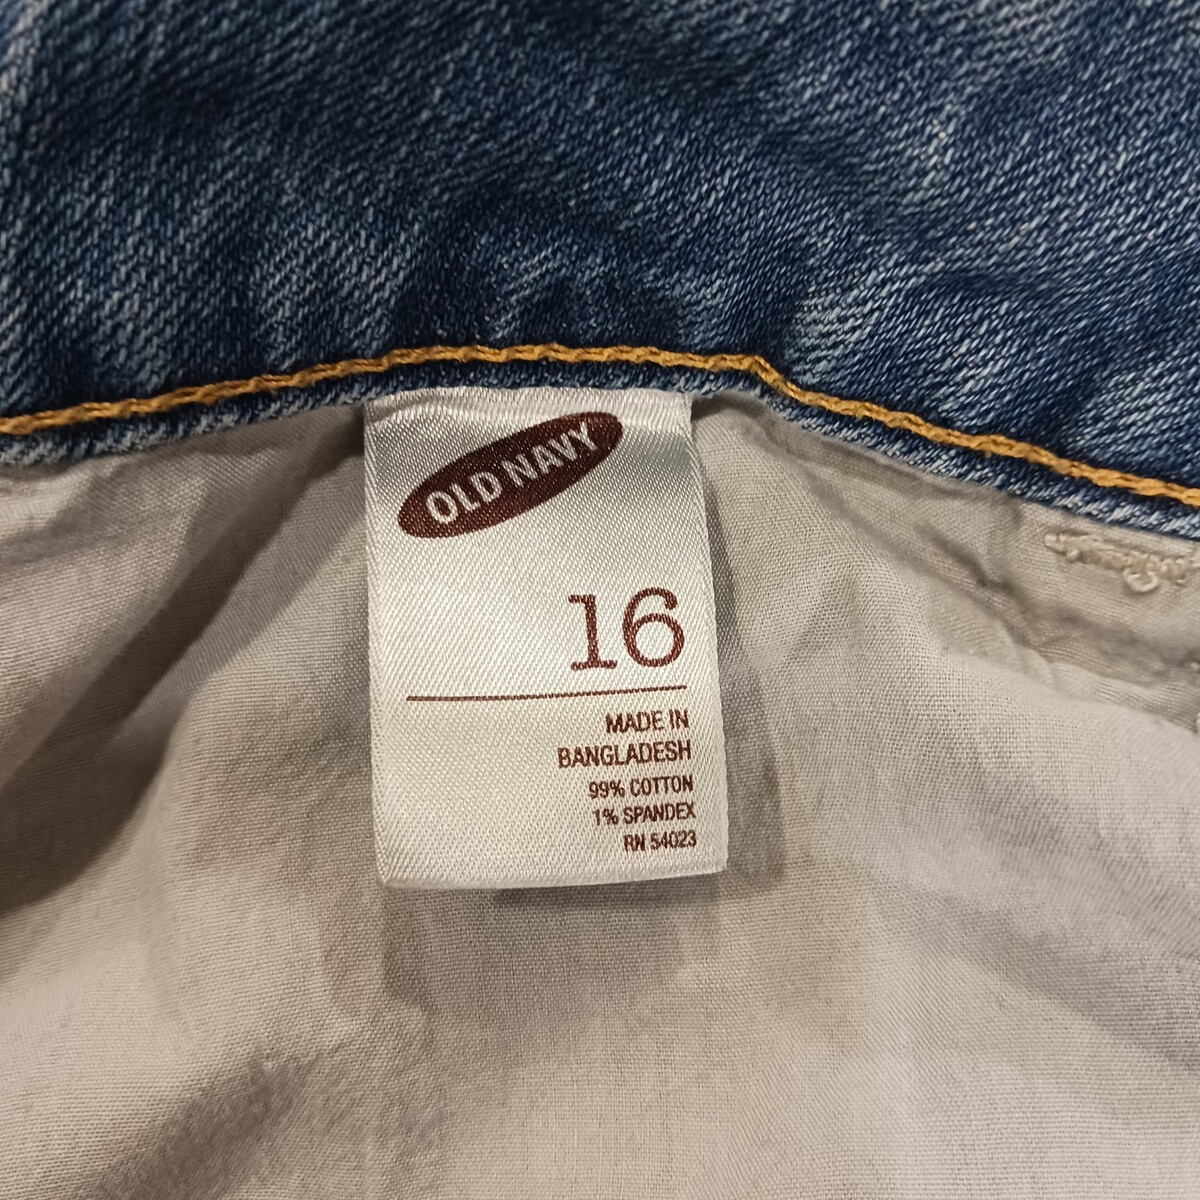 OLD NAVY
16
MADE IN
BANGLADESH
99% COTTON
1% SPANDEX
RN 54023